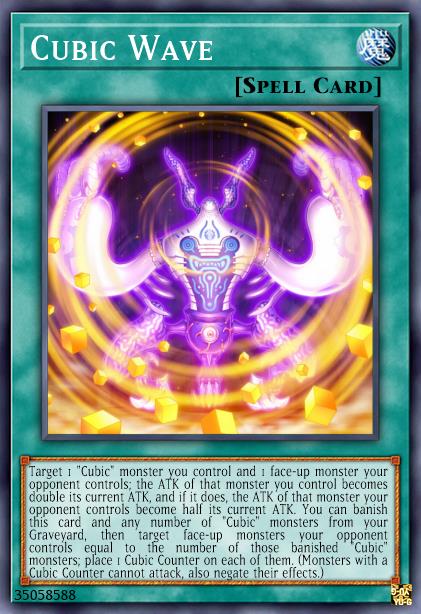 CUBIC WAVE
魔
[SPELL CARD]
Target 1 "Cubic" monster you control and 1 face-up monster your
opponent controls; the ATK of that monster you control becomes
double its current ATK, and if it does, the ATK of that monster your
opponent controls become half its current ATK. You can banish
this card and any number of "Cubic" monsters from your
Graveyard, then target face-up monsters your opponent
controls equal to the number of those banished "Cubic"
monsters; place 1 Cubic Counter on each of them. (Monsters with a
Cubic Counter cannot attack, also negate their effects.)
35058588